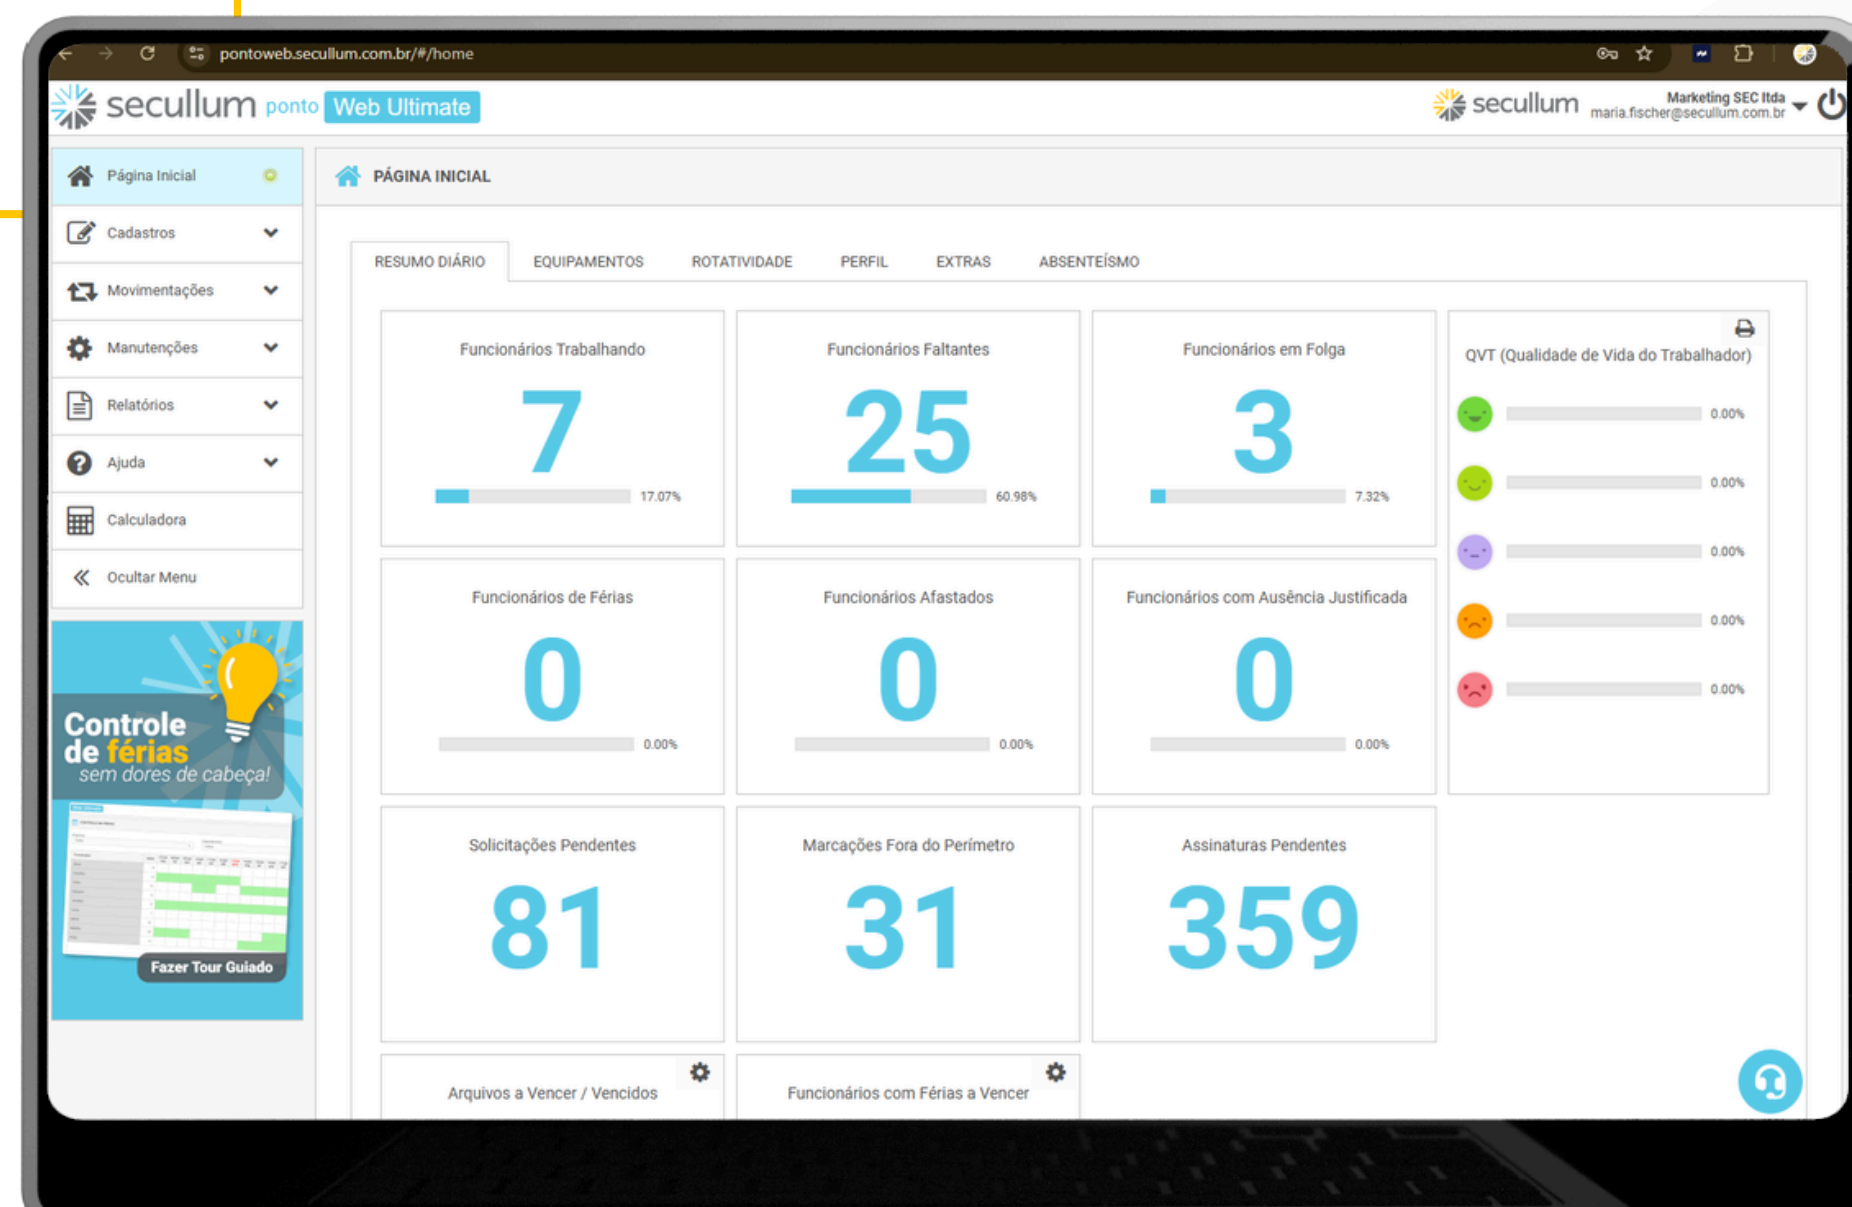 pontoweb.secullum.com.br/#/home
secullum ponto Web Ultimate
secullum
Marketing SEC ltda
maria.fischer@secullum.com.br
Página Inicial
Cadastros
Movimentações
Manutenções
Relatórios
Ajuda
Calculadora
Ocultar Menu
Controle
de férias
sem dores de cabeça!
Fazer Tour Guiado
PÁGINA INICIAL
RESUMO DIÁRIO EQUIPAMENTOS ROTATIVIDADE PERFIL EXTRAS ABSENTEÍSMO
Funcionários Trabalhando
7
17.07%
Funcionários Faltantes
25
60.98%
Funcionários em Folga
3
7.32%
QVT (Qualidade de Vida do Trabalhador)
0.00%
0.00%
0.00%
0.00%
0.00%
Funcionários de Férias
0
0.00%
Funcionários Afastados
0
0.00%
Funcionários com Ausência Justificada
0
0.00%
Solicitações Pendentes
81
Marcações Fora do Perímetro
31
Assinaturas Pendentes
359
Arquivos a Vencer / Vencidos
Funcionários com Férias a Vencer